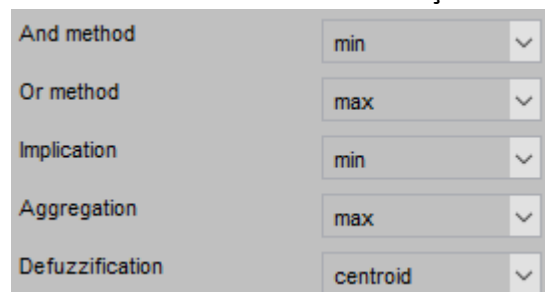 And method min
Or method max
Implication min
Aggregation max
Defuzzification centroid